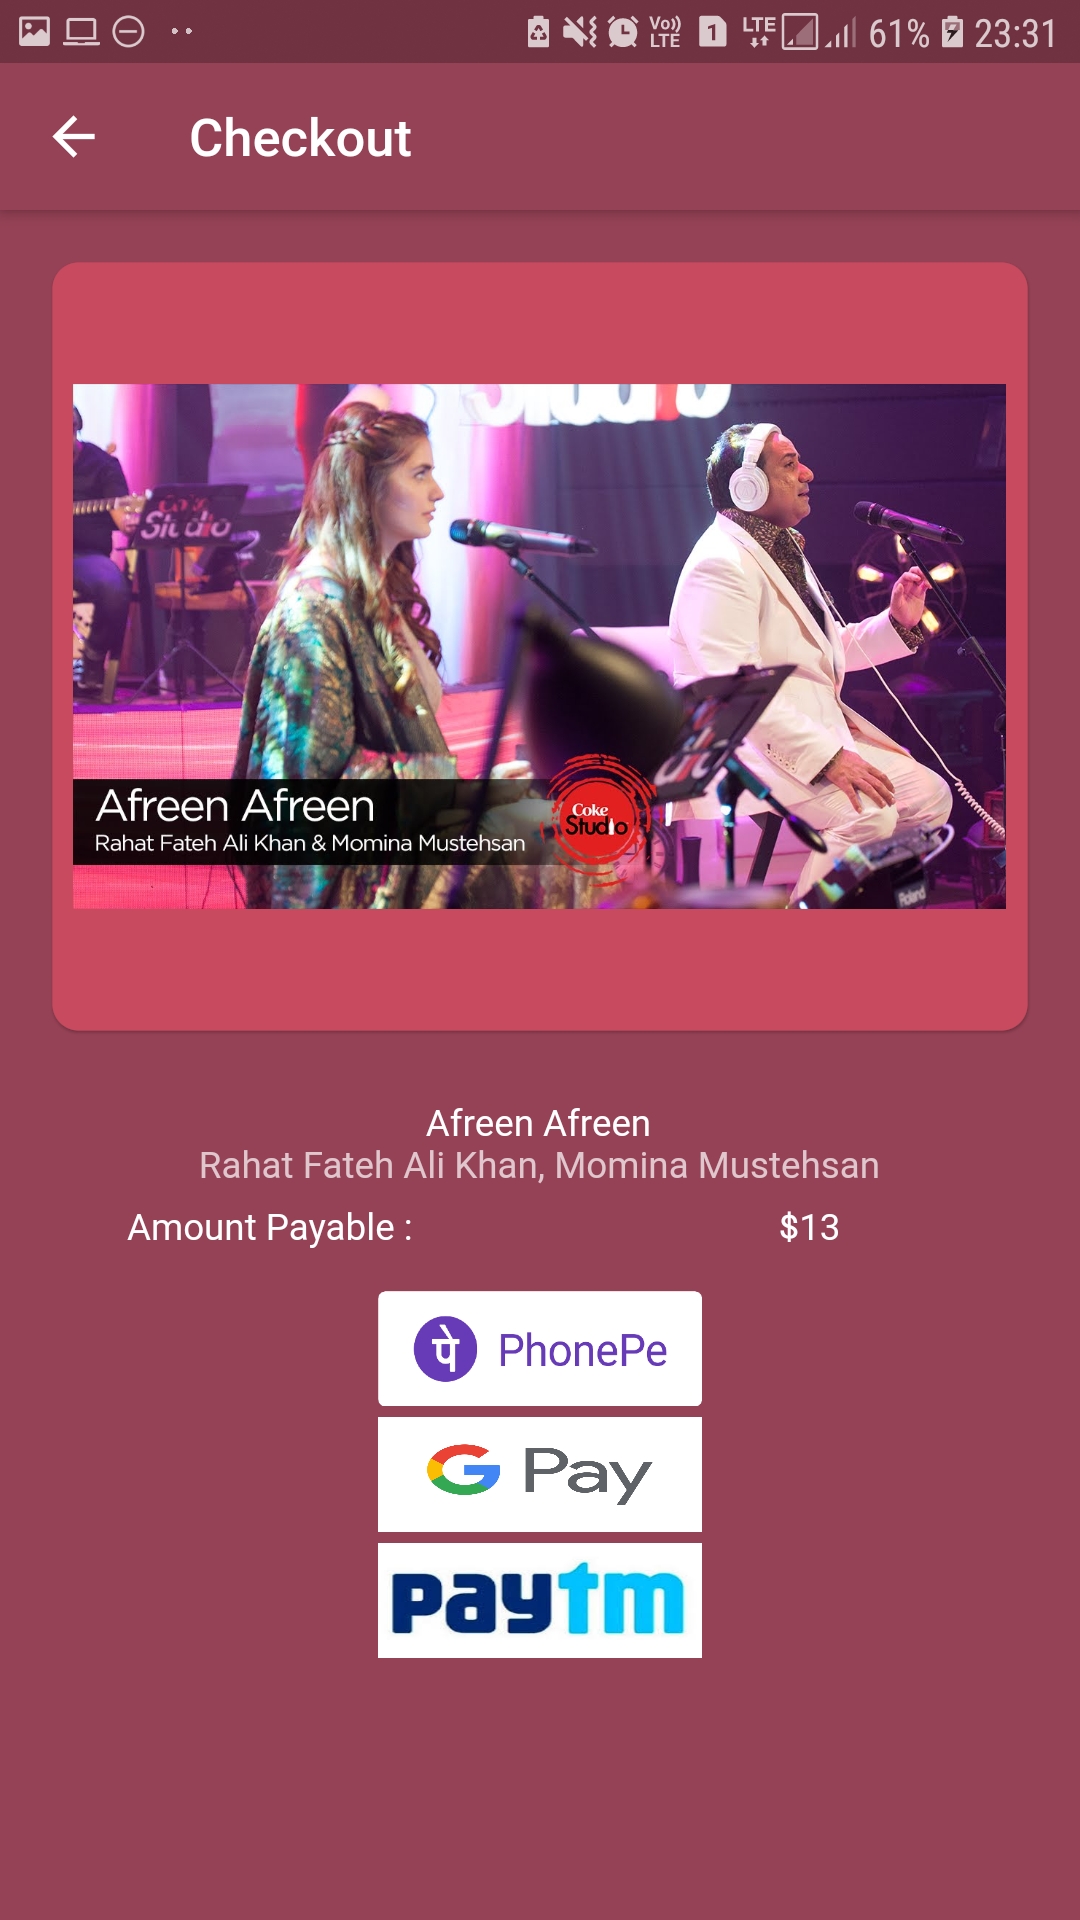 Vo)) LTE 1 LTE 61% 23:31
Checkout
Studio
Afreen Afreen
Rahat Fateh Ali Khan & Momina Mustehsan
Coke
Studio
Roland
Afreen Afreen
Rahat Fateh Ali Khan, Momina Mustehsan
Amount Payable : $13
पे PhonePe
G Pay
paytm